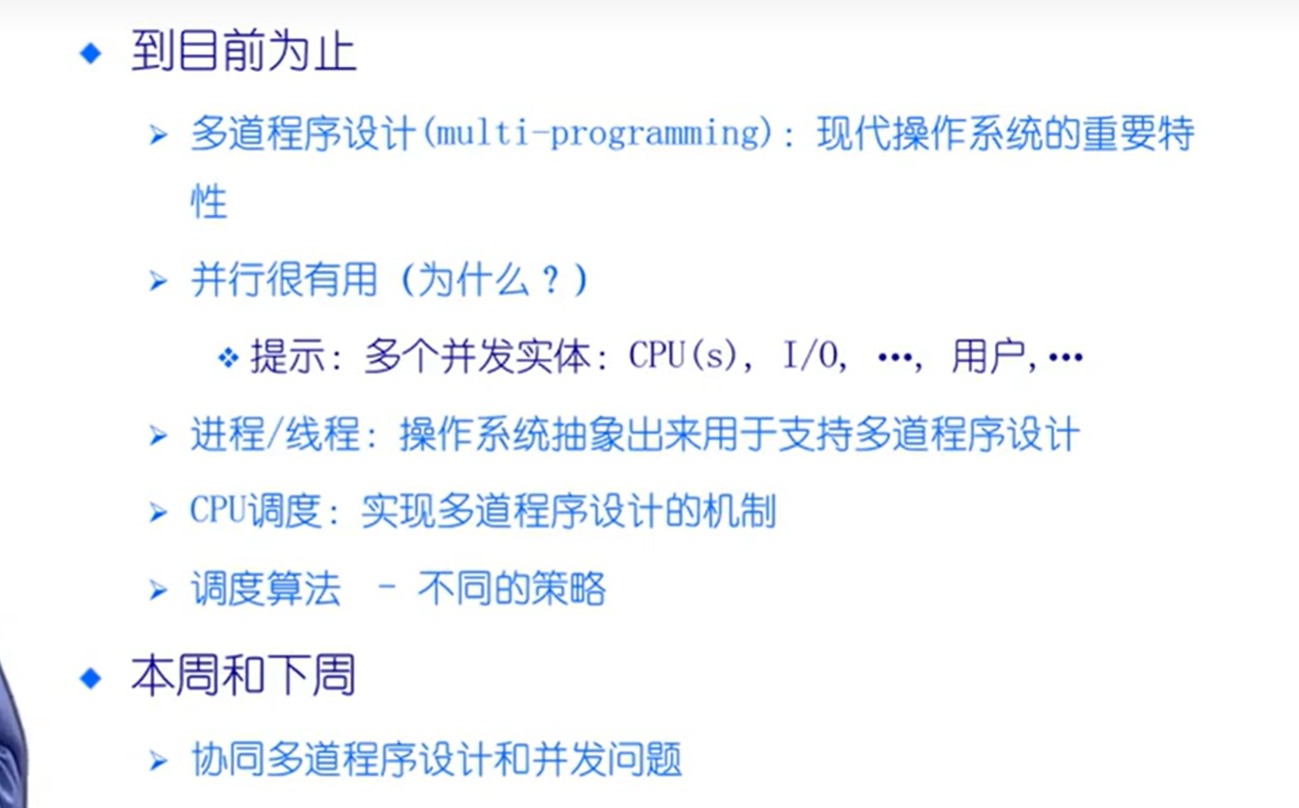 到目前为止
多道程序设计(multi-programming): 现代操作系统的重要特
性
并行很有用（为什么？）
提示: 多个并发实体: CPU(s), I/O, …, 用户,…
进程/线程: 操作系统抽象出来用于支持多道程序设计
CPU调度: 实现多道程序设计的机制
调度算法 - 不同的策略
本周和下周
协同多道程序设计和并发问题